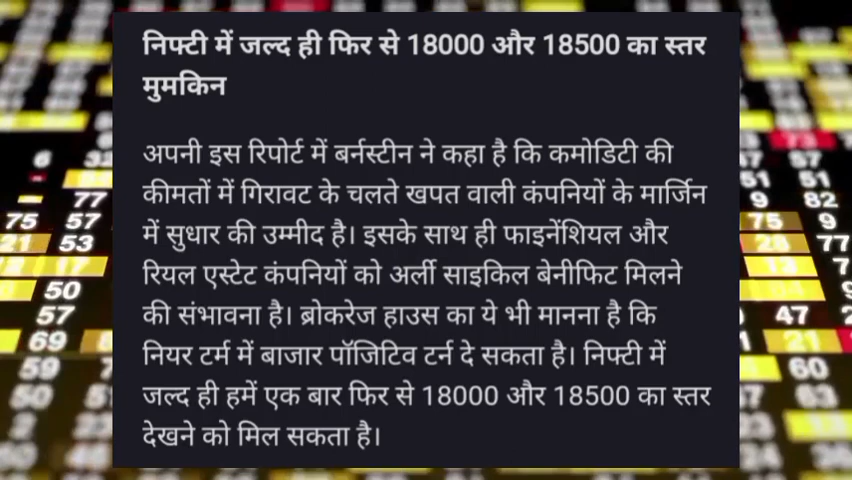 निफ्टी में जल्द ही फिर से 18000 और 18500 का स्तर
मुमकिन
अपनी इस रिपोर्ट में बर्नस्टीन ने कहा है कि कमोडिटी की
कीमतों में गिरावट के चलते खपत वाली कंपनियों के मार्जिन
में सुधार की उम्मीद है। इसके साथ ही फाइनेंशियल और
रियल एस्टेट कंपनियों को अर्ली साइकिल बेनीफिट मिलने
की संभावना है। ब्रोकरेज हाउस का ये भी मानना है कि
नियर टर्म में बाजार पॉजिटिव टर्न दे सकता है। निफ्टी में
जल्द ही हमें एक बार फिर से 18000 और 18500 का स्तर
देखने को मिल सकता है।